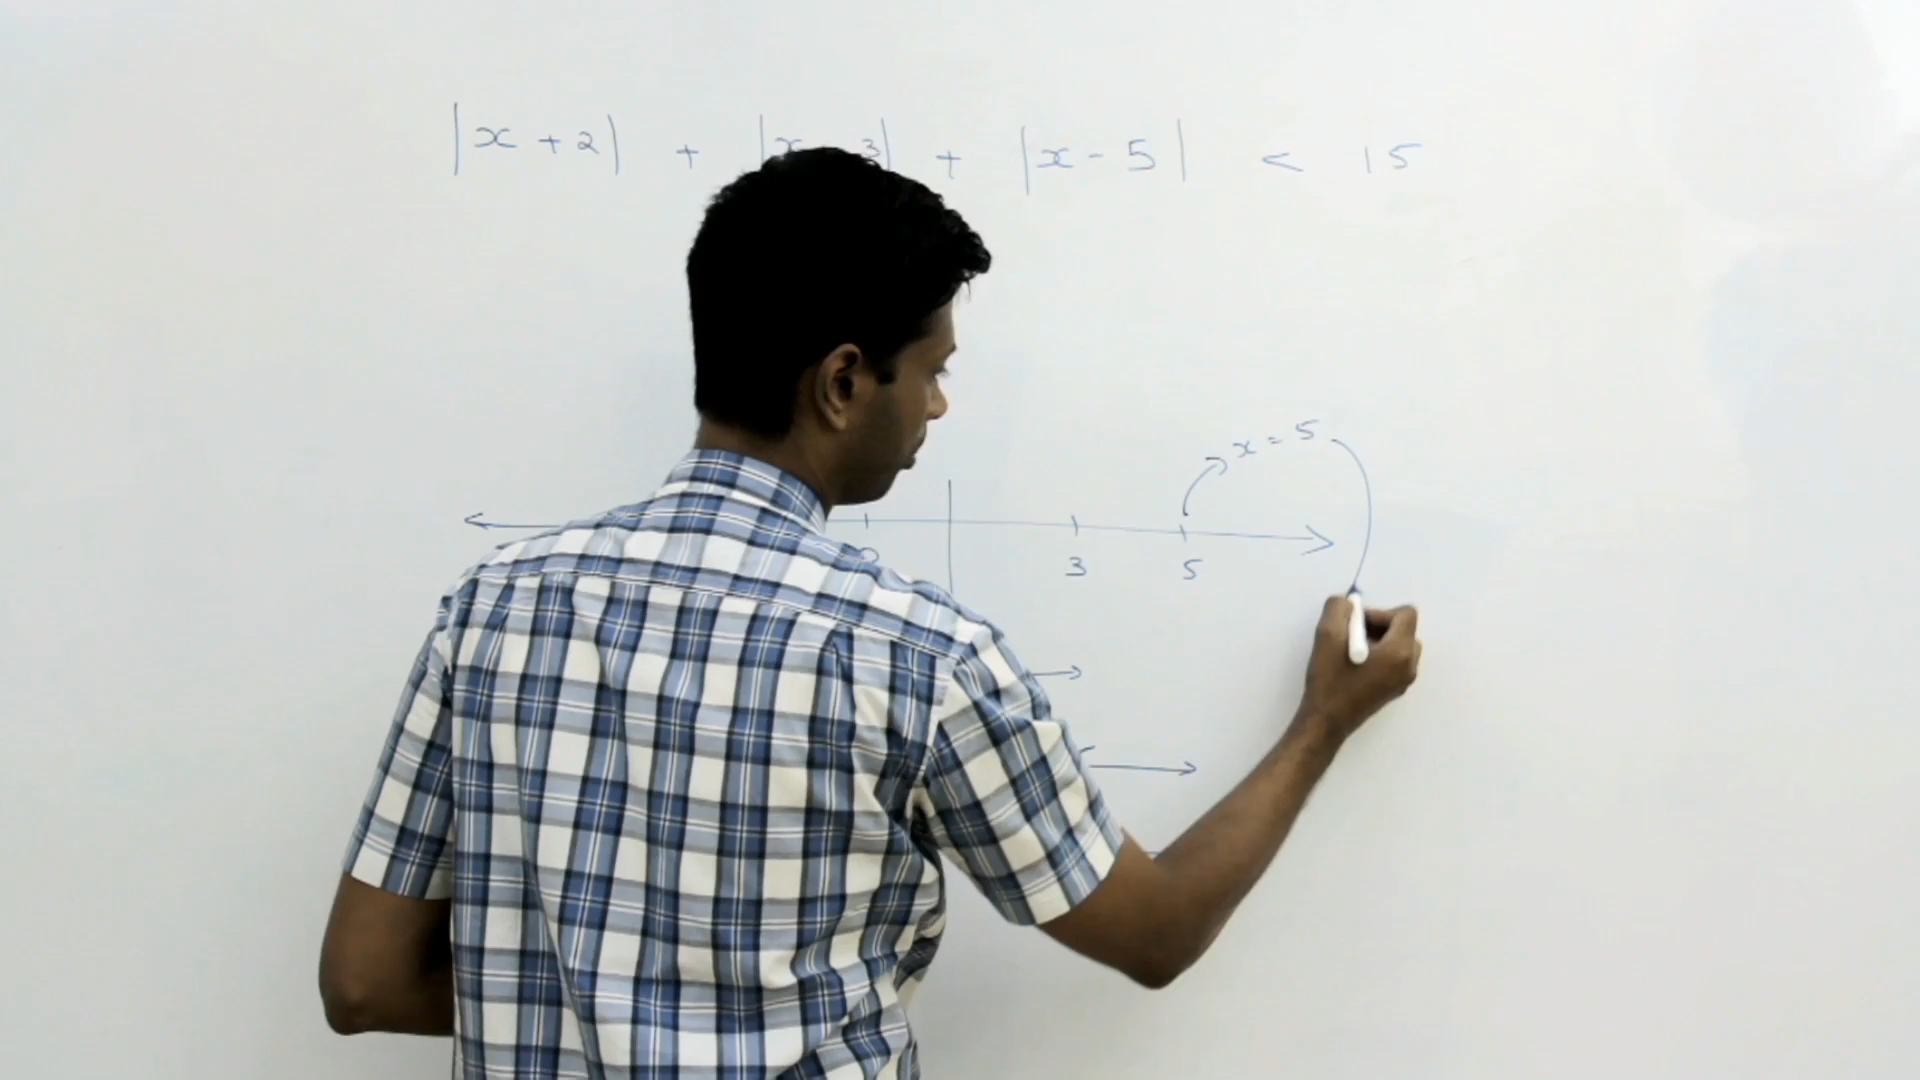 |x + 2| + |x 3| + |x - 5| < 15
x = 5
3 5